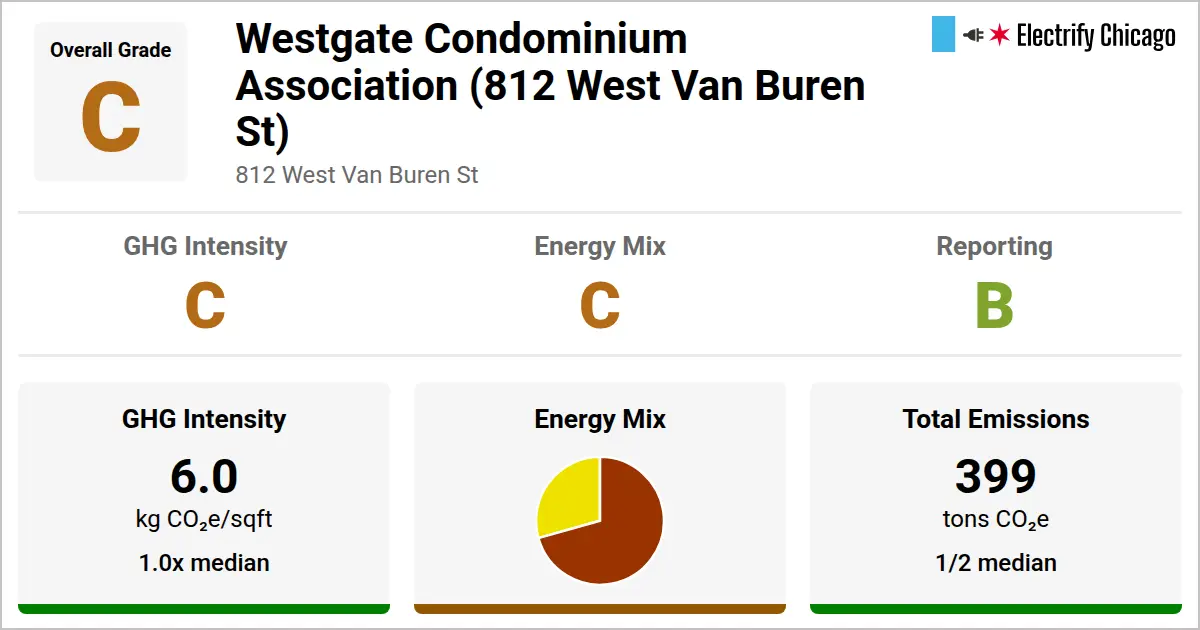 Overall Grade
C
Westgate Condominium
Association (812 West Van Buren
St)
812 West Van Buren St
Electrify Chicago
GHG Intensity
C
Energy Mix
C
Reporting
B
GHG Intensity
6.0
kg CO₂e/sqft
1.0x median
Energy Mix
Total Emissions
399
tons CO₂e
1/2 median